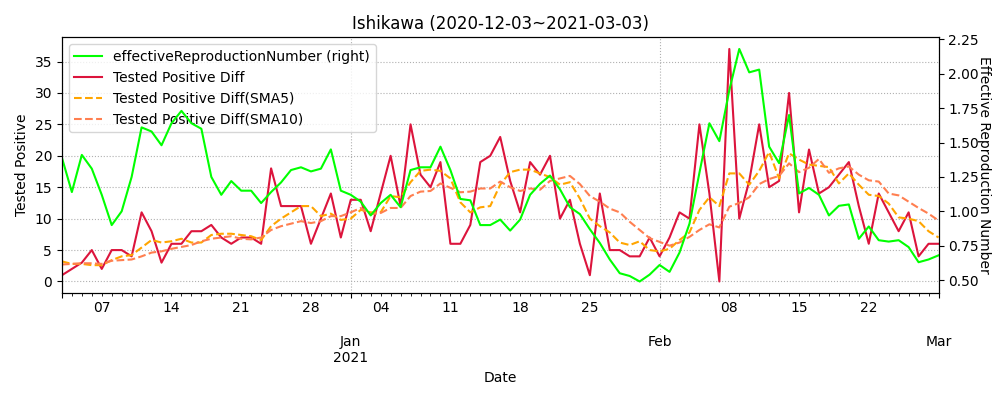 Ishikawa (2020-12-03~2021-03-03)
effectiveReproductionNumber (right)
Tested Positive Diff
Tested Positive Diff(SMA5)
Tested Positive Diff(SMA10)
Tested Positive
35
30
25
20
15
10
5
0
2.25
2.00
1.75
1.50
1.25
1.00
0.75
0.50
Effective Reproduction Number
07 14 21 28 04 11 18 25 08 15 22
Jan Feb Mar
2021
Date